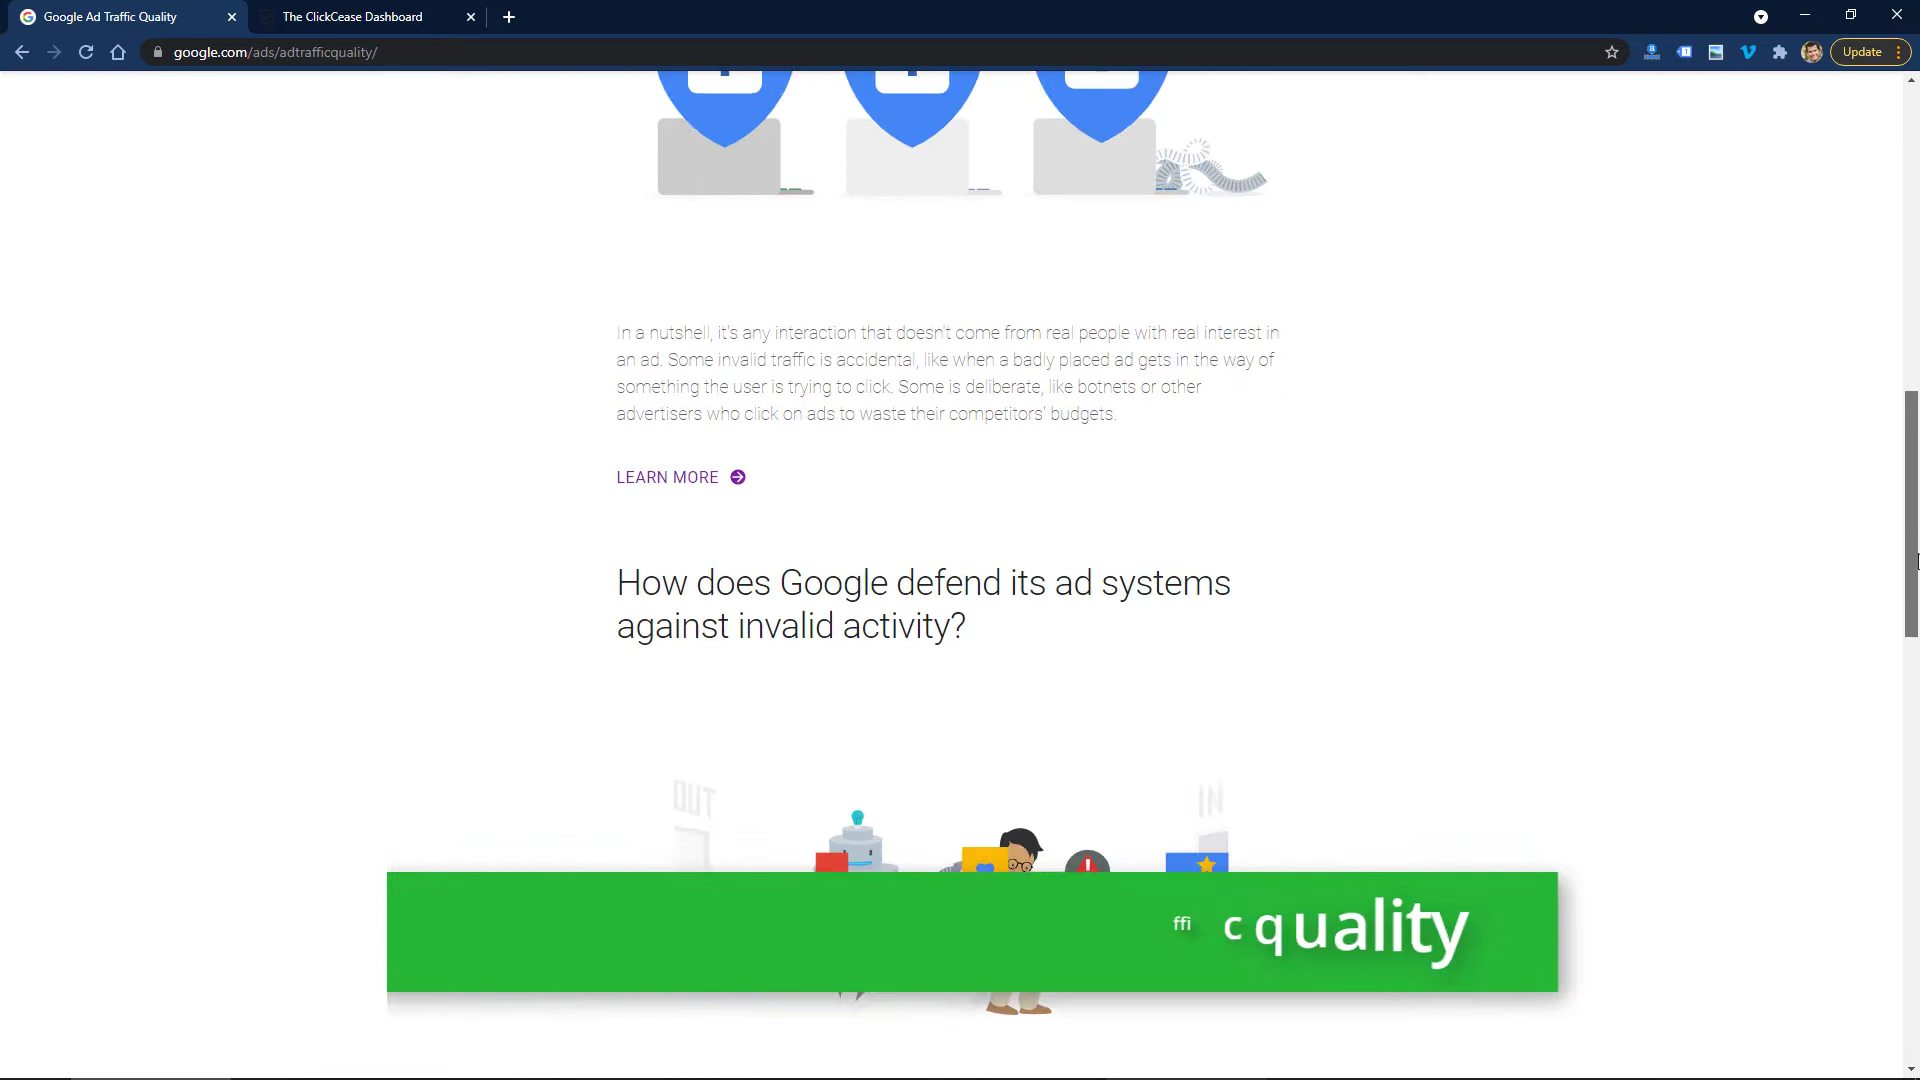 Google Ad Traffic Quality
The ClickCease Dashboard
google.com/ads/adtrafficquality/
Update
In a nutshell, it's any interaction that doesn't come from real people with real interest in
an ad. Some invalid traffic is accidental, like when a badly placed ad gets in the way of
something the user is trying to click. Some is deliberate, like botnets or other
advertisers who click on ads to waste their competitors' budgets.
LEARN MORE
How does Google defend its ad systems
against invalid activity?
OUT
IN
ffi c quality